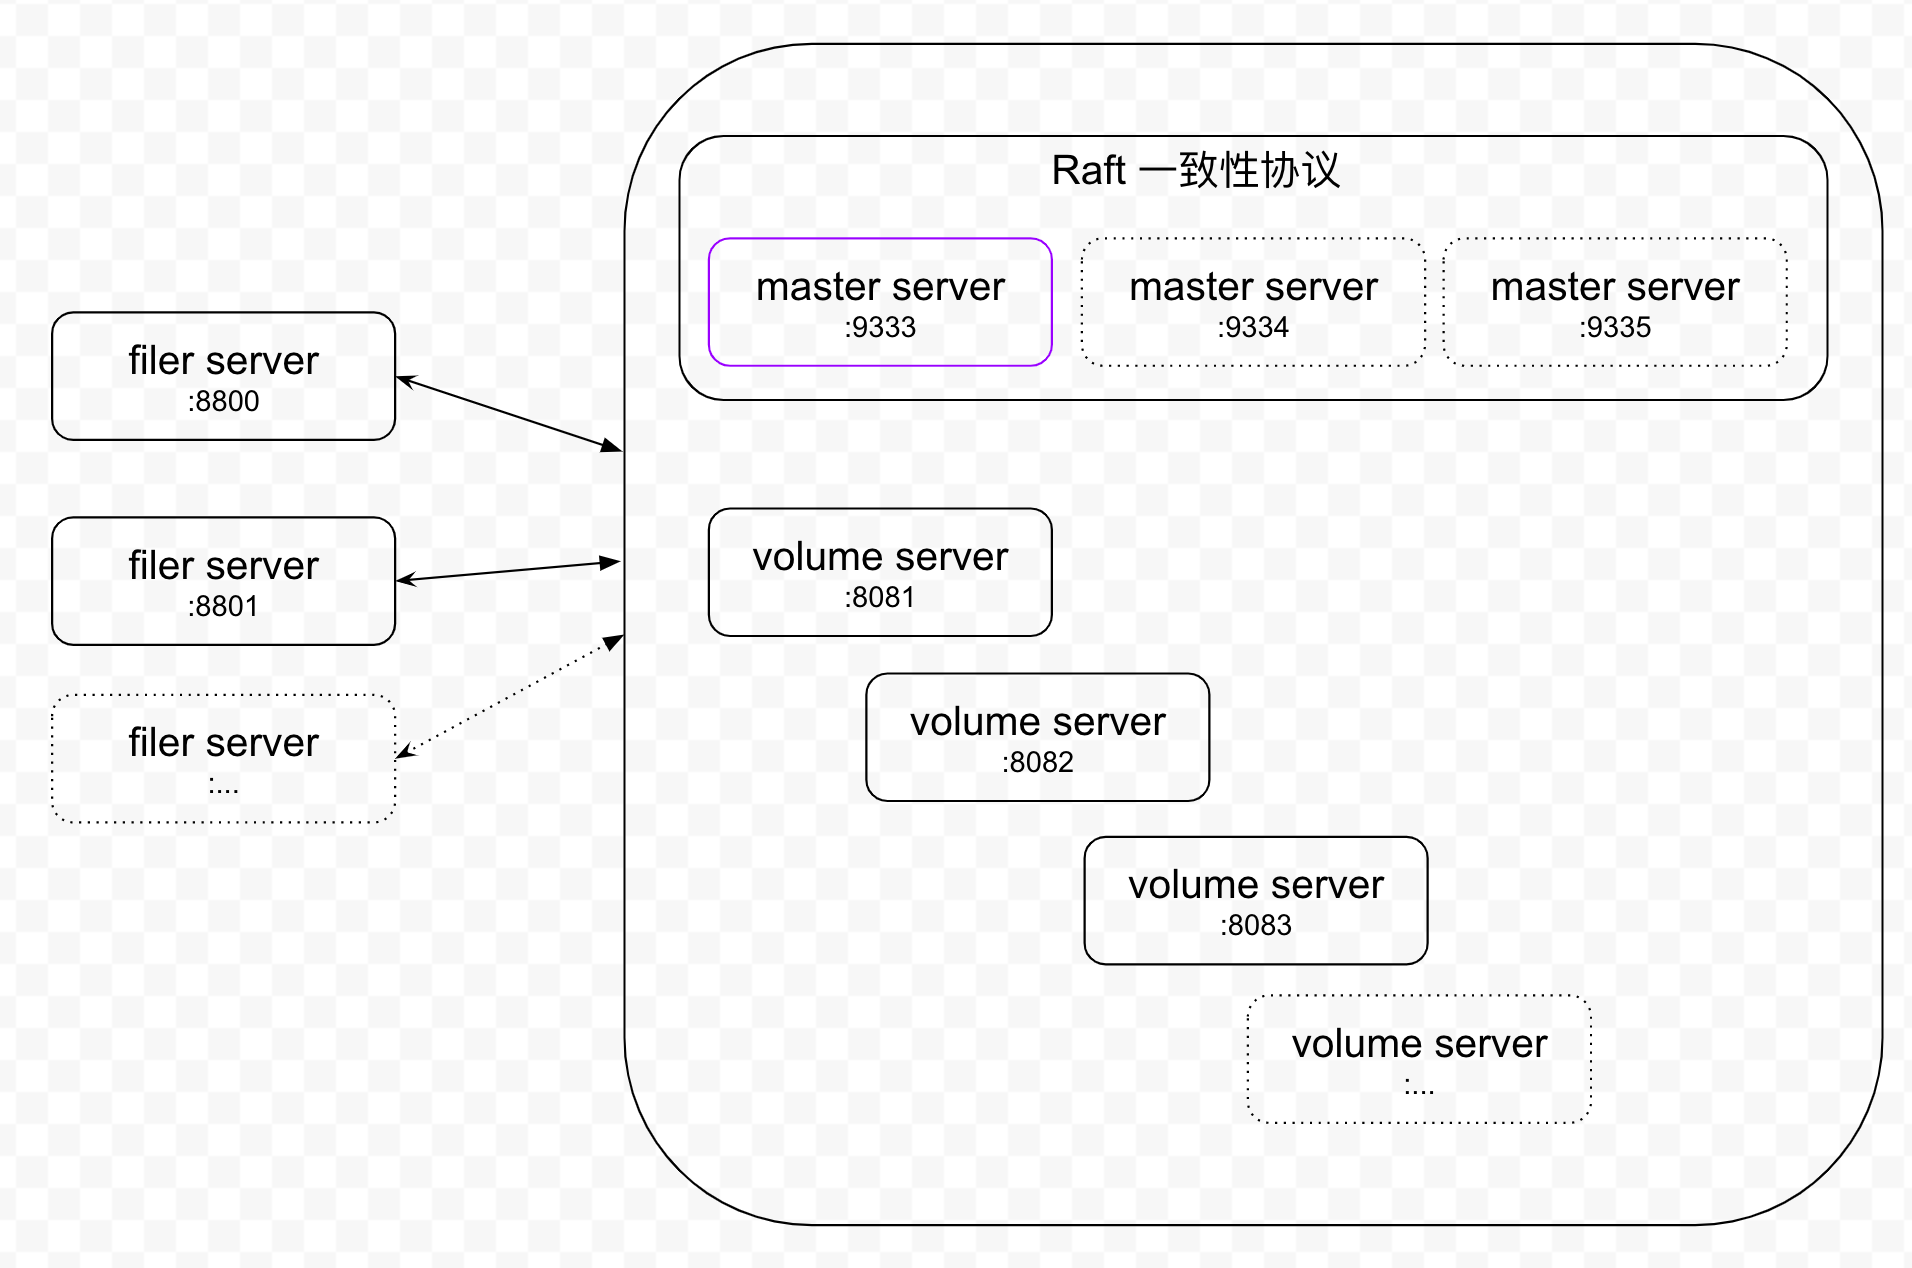 Raft 一致性协议
master server
:9333
master server
:9334
master server
:9335
filer server
:8800
filer server
:8801
filer server
:...
volume server
:8081
volume server
:8082
volume server
:8083
volume server
:...